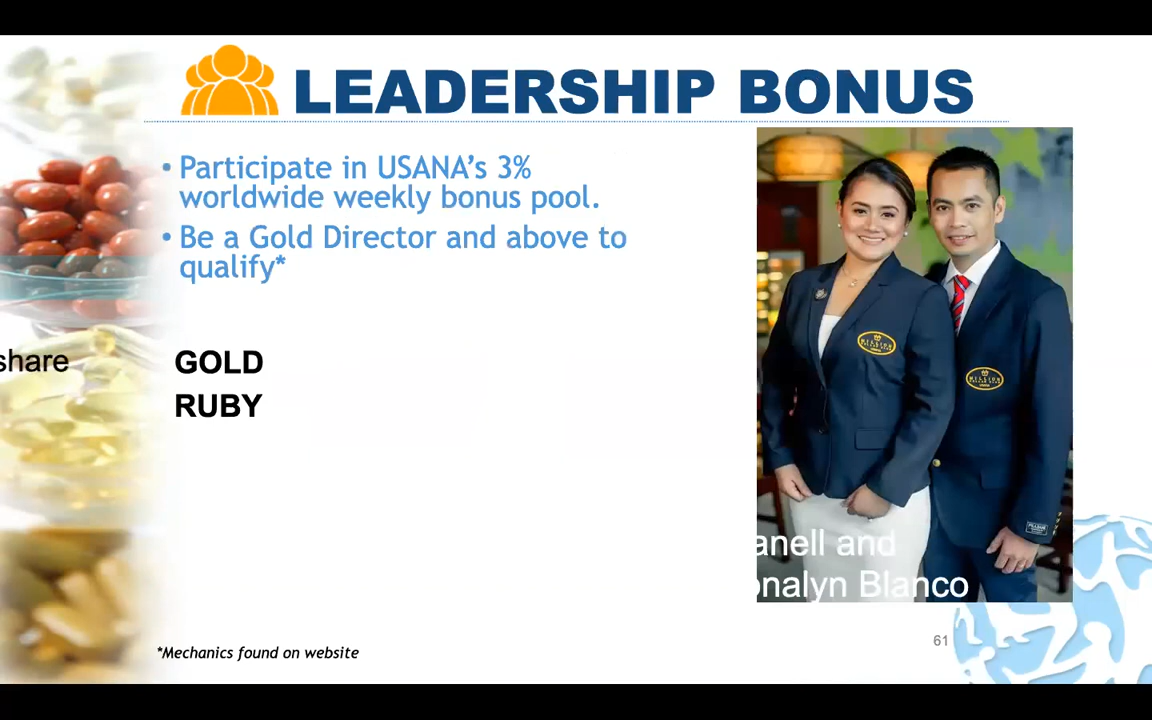 LEADERSHIP BONUS
• Participate in USANA's 3%
worldwide weekly bonus pool.
• Be a Gold Director and above to
qualify*
share
GOLD
RUBY
anell and
onalyn Blanco
61
*Mechanics found on website